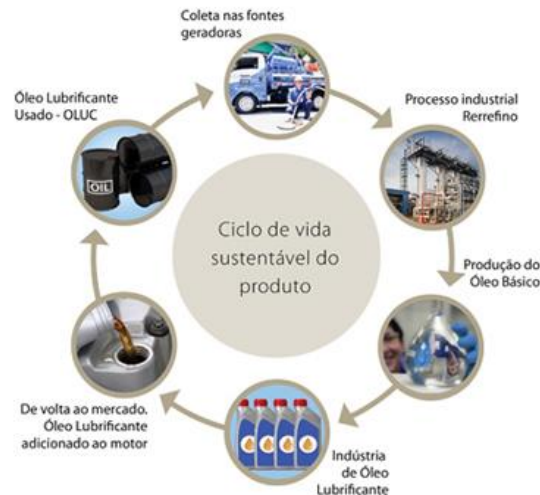 Coleta nas fontes
geradoras
Óleo Lubrificante
Usado - OLUC
OIL
Processo industrial
Rerrefino
Ciclo de vida
sustentável do
produto
Produção do
Óleo Básico
De volta ao mercado.
Óleo Lubrificante
adicionado ao motor
Indústria
de Óleo
Lubrificante